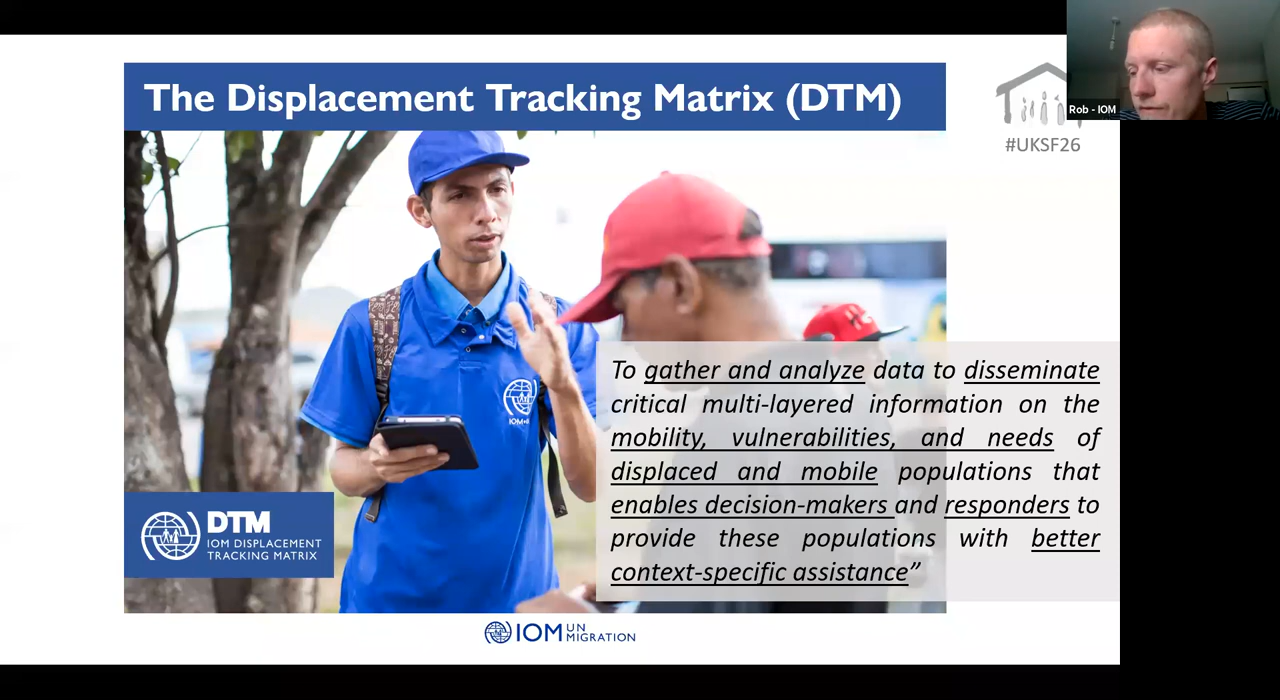 The Displacement Tracking Matrix (DTM)
Rob - IOM
#UKSF26
IOM
To gather and analyze data to disseminate
critical multi-layered information on the
mobility, vulnerabilities, and needs of
displaced and mobile populations that
enables decision-makers and responders to
provide these populations with better
context-specific assistance”
DTM
IOM DISPLACEMENT
TRACKING MATRIX
IOM UN
MIGRATION